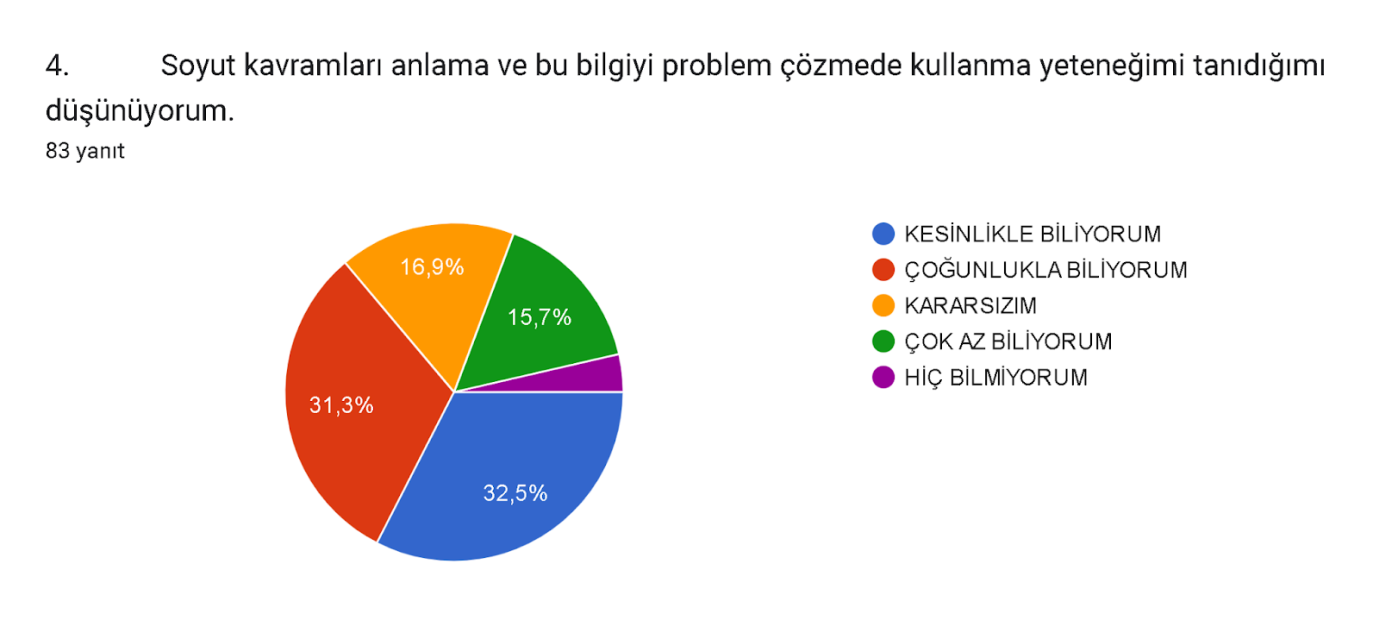 4. Soyut kavramları anlama ve bu bilgiyi problem çözmede kullanma yeteneğimi tanıdığımı
düşünüyorum.
83 yanıt
KESİNLİKLE BİLİYORUM
ÇOĞUNLUKLA BİLİYORUM
KARARSIZIM
ÇOK AZ BİLİYORUM
HİÇ BİLMİYORUM
16,9%
15,7%
31,3%
32,5%